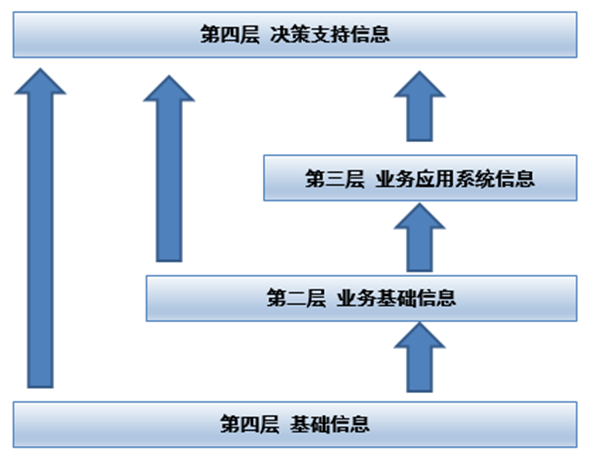 第四层 决策支持信息
第三层 业务应用系统信息
第二层 业务基础信息
第四层 基础信息